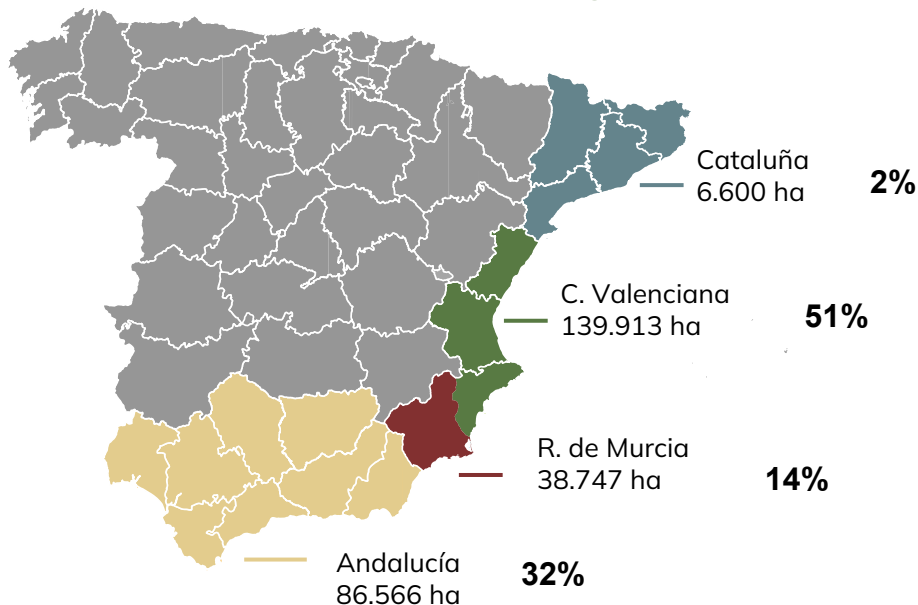 Cataluña
6.600 ha
2%
C. Valenciana
139.913 ha
51%
R. de Murcia
38.747 ha
14%
Andalucía
86.566 ha
32%